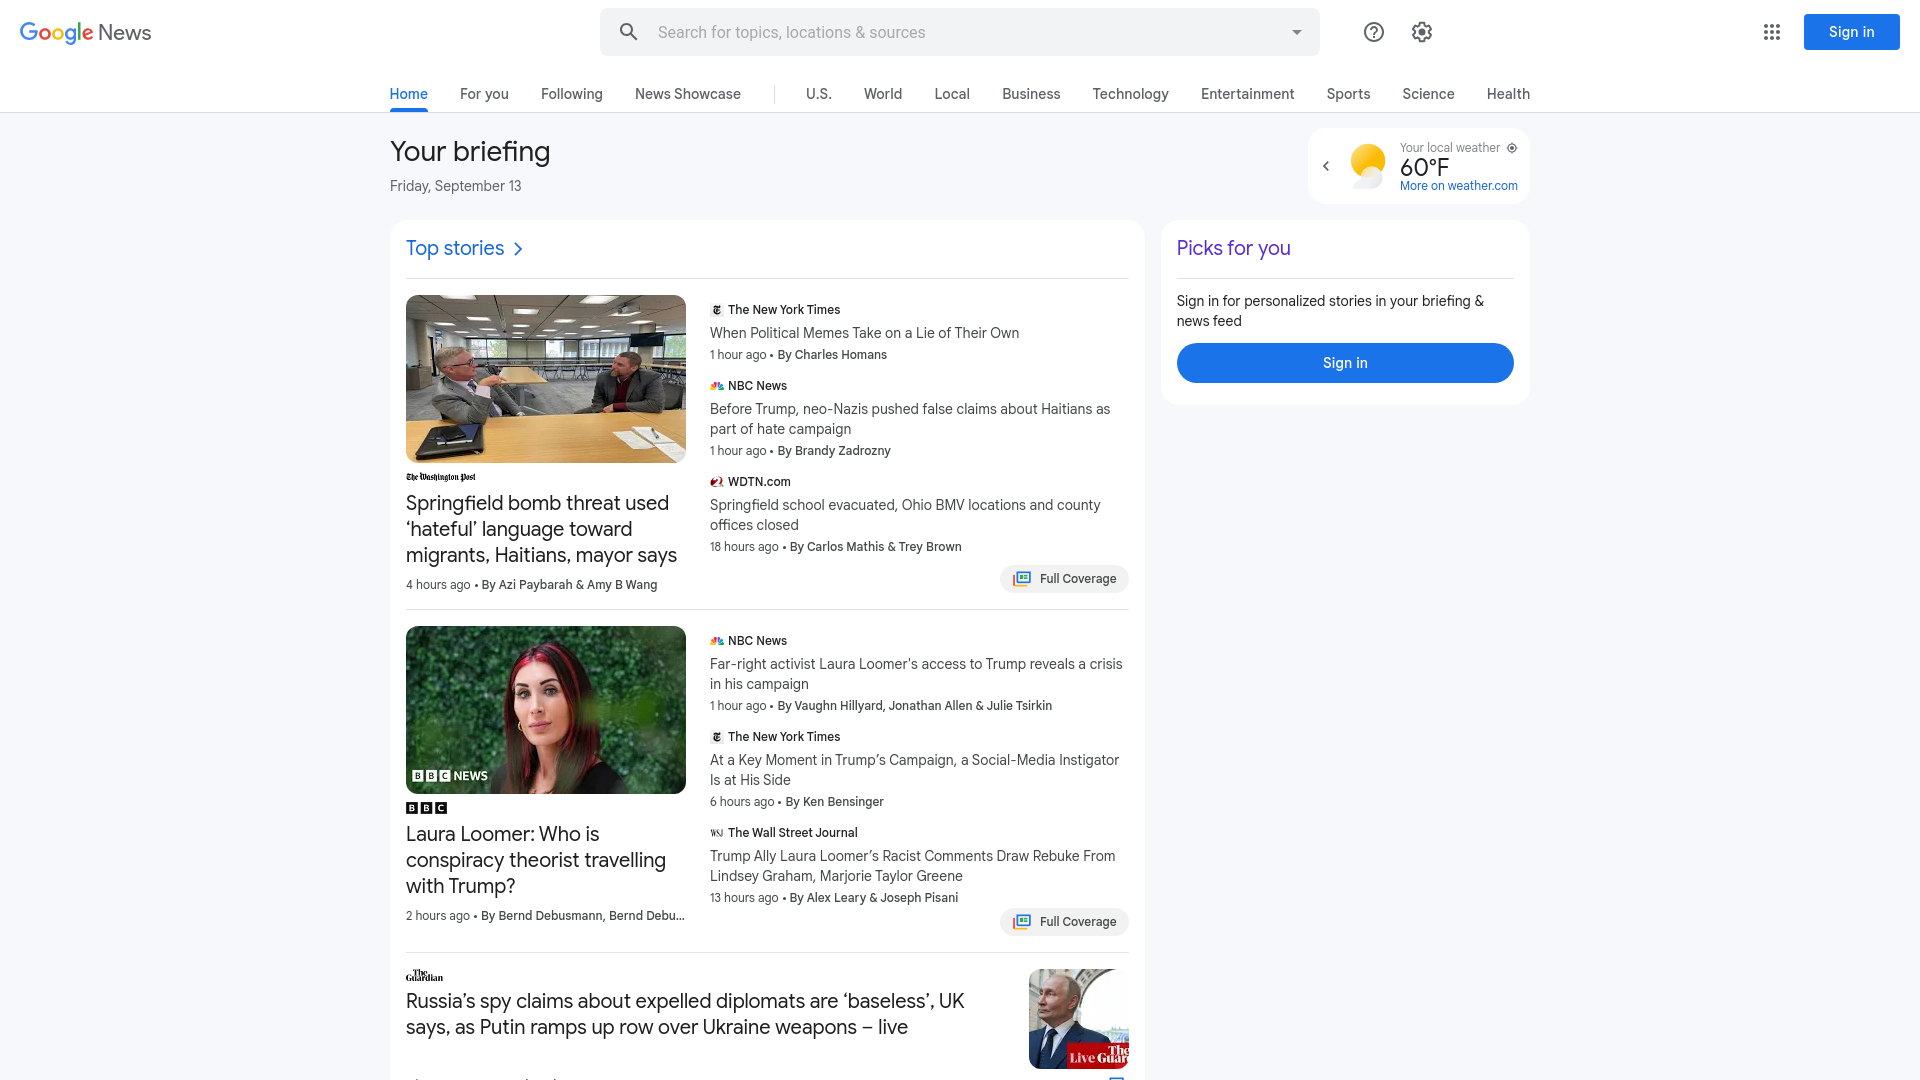 Google News
Search for topics, locations & sources
Sign in
Home
For you
Following
News Showcase
U.S.
World
Local
Business
Technology
Entertainment
Sports
Science
Health
Your briefing
Friday, September 13
Your local weather
60°F
More on weather.com
Top stories
The Washington Post
Springfield bomb threat used
‘hateful’ language toward
migrants, Haitians, mayor says
4 hours ago • By Azi Paybarah & Amy B Wang
The New York Times
When Political Memes Take on a Lie of Their Own
1 hour ago • By Charles Homans
NBC News
Before Trump, neo-Nazis pushed false claims about Haitians as
part of hate campaign
1 hour ago • By Brandy Zadrozny
WDTN.com
Springfield school evacuated, Ohio BMV locations and county
offices closed
18 hours ago • By Carlos Mathis & Trey Brown
Full Coverage
BBC NEWS
BBC
Laura Loomer: Who is
conspiracy theorist travelling
with Trump?
2 hours ago • By Bernd Debusmann, Bernd Debu...
NBC News
Far-right activist Laura Loomer's access to Trump reveals a crisis
in his campaign
1 hour ago • By Vaughn Hillyard, Jonathan Allen & Julie Tsirkin
The New York Times
At a Key Moment in Trump’s Campaign, a Social-Media Instigator
Is at His Side
6 hours ago • By Ken Bensinger
WSJ The Wall Street Journal
Trump Ally Laura Loomer’s Racist Comments Draw Rebuke From
Lindsey Graham, Marjorie Taylor Greene
13 hours ago • By Alex Leary & Joseph Pisani
Full Coverage
The
Guardian
Russia’s spy claims about expelled diplomats are ‘baseless’, UK
says, as Putin ramps up row over Ukraine weapons – live
The
Live Guar
Picks for you
Sign in for personalized stories in your briefing &
news feed
Sign in